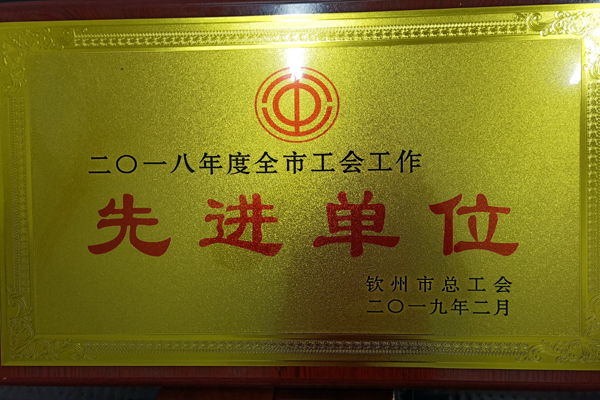 二〇一八年度全市工会工作
先进单位
钦州市总工会
二〇一九年二月